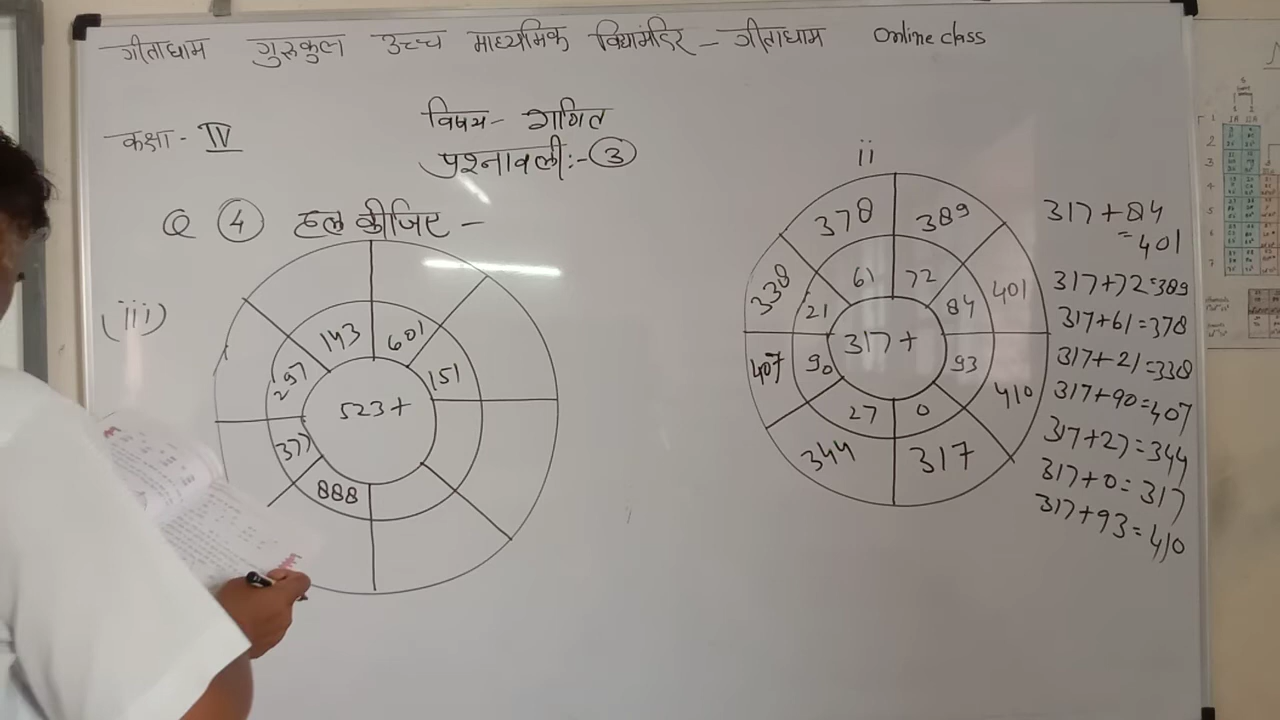 गीताधाम गुरुकुल उच्च माध्यमिक विद्यामंदिर – गीताधाम Online class
कक्षा - IV
विषय - गणित
प्रश्नावली:- 3
Q 4 हल कीजिए -
(iii)
143 601
297 151
523+
377
888
ii
378 389
338 61 72 401
21 84
317+
407 90 93 410
27 0
344 317
317+84
=401
317+72=389
317+61=378
317+21=338
317+90=407
317+27=344
317+0=317
317+93=410